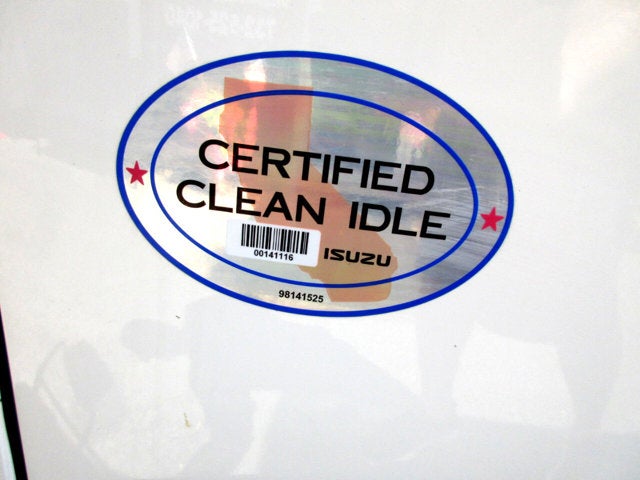 CERTIFIED
CLEAN IDLE
00141116
ISUZU
98141525